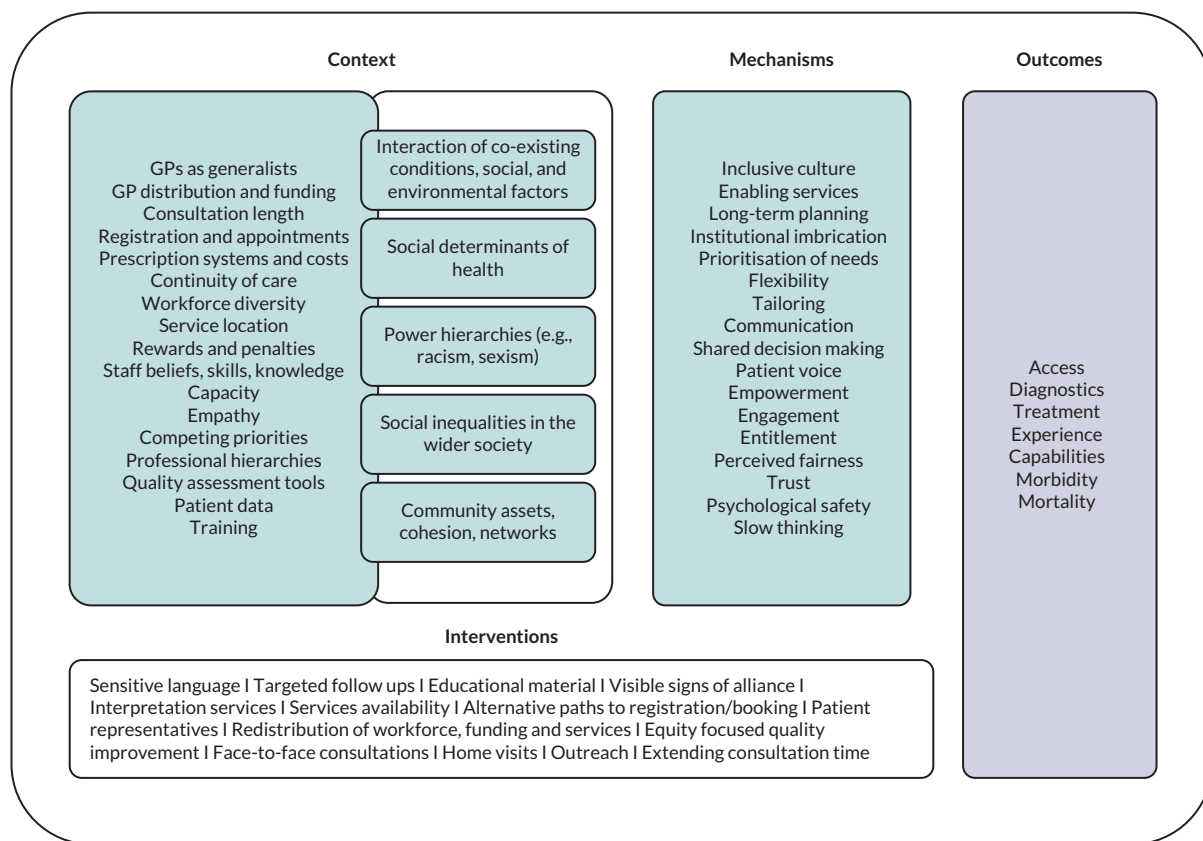 Context
Mechanisms
Outcomes
GPs as generalists
GP distribution and funding
Consultation length
Registration and appointments
Prescription systems and costs
Continuity of care
Workforce diversity
Service location
Rewards and penalties
Staff beliefs, skills, knowledge
Capacity
Empathy
Competing priorities
Professional hierarchies
Quality assessment tools
Patient data
Training
Interaction of co-existing
conditions, social, and
environmental factors
Social determinants of
health
Power hierarchies (e.g.,
racism, sexism)
Social inequalities in the
wider society
Community assets,
cohesion, networks
Inclusive culture
Enabling services
Long-term planning
Institutional imbrication
Prioritisation of needs
Flexibility
Tailoring
Communication
Shared decision making
Patient voice
Empowerment
Engagement
Entitlement
Perceived fairness
Trust
Psychological safety
Slow thinking
Access
Diagnostics
Treatment
Experience
Capabilities
Morbidity
Mortality
Interventions
Sensitive language I Targeted follow ups I Educational material I Visible signs of alliance I
Interpretation services I Services availability I Alternative paths to registration/booking I Patient
representatives I Redistribution of workforce, funding and services I Equity focused quality
improvement I Face-to-face consultations I Home visits I Outreach I Extending consultation time